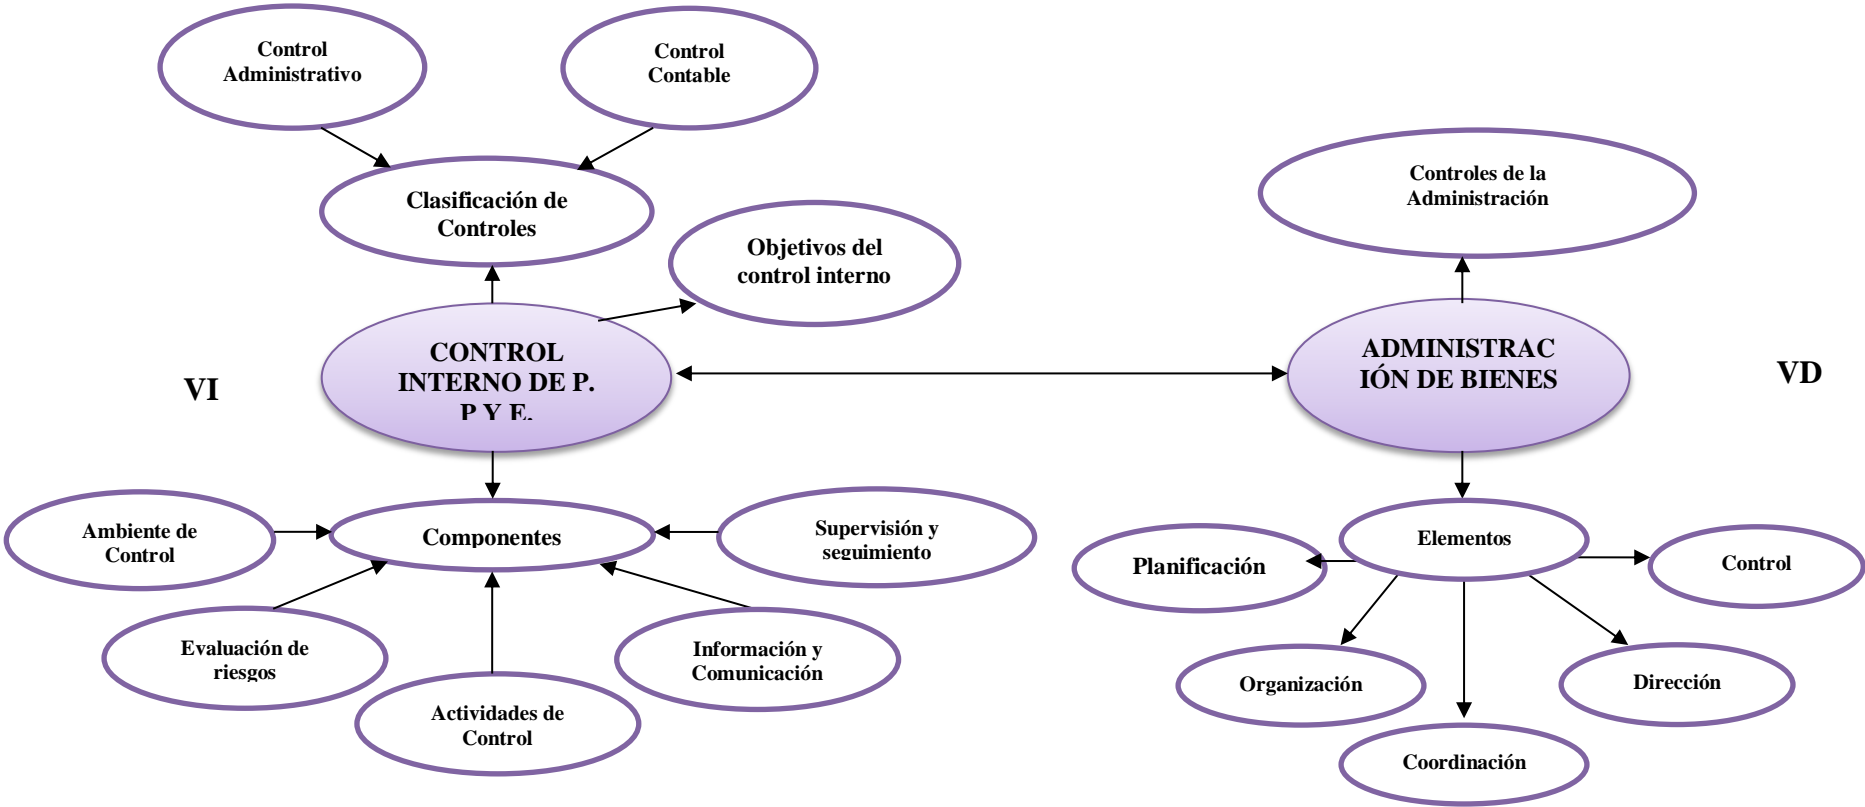 Control
Administrativo
Control
Contable
Clasificación de
Controles
Objetivos del
control interno
Controles de la
Administración
VI
CONTROL
INTERNO DE P.
P Y E.
ADMINISTRAC
IÓN DE BIENES
VD
Ambiente de
Control
Componentes
Supervisión y
seguimiento
Evaluación de
riesgos
Actividades de
Control
Información y
Comunicación
Elementos
Planificación
Control
Organización
Dirección
Coordinación